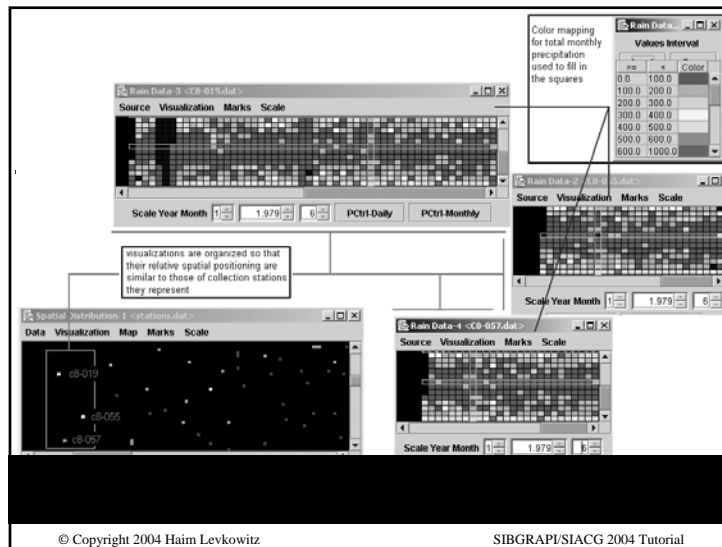 Color mapping
for total monthly
precipitation
used to fill in
the squares
Rain Data...
Values Interval
>= < Color
0.0 100.0
100.0 200.0
200.0 300.0
300.0 400.0
400.0 500.0
500.0 600.0
600.0 1000.0
Rain Data-3 <C8-019.dat>
Source Visualization Marks Scale
Scale Year Month 1 1.979 6 PCtrl-Daily PCtrl-Monthly
Rain Data-2 <C8-055.dat>
Source Visualization Marks Scale
Scale Year Month 1 1.979 6
visualizations are organized so that
their relative spatial positioning are
similar to those of collection stations
they represent
Spatial Distribution-1 <stations.dat>
Data Visualization Map Marks Scale
c8-019
c8-055
c8-057
Rain Data-4 <C8-057.dat>
Source Visualization Marks Scale
Scale Year Month 1 1.979 6
© Copyright 2004 Haim Levkowitz
SIBGRAPI/SIACG 2004 Tutorial